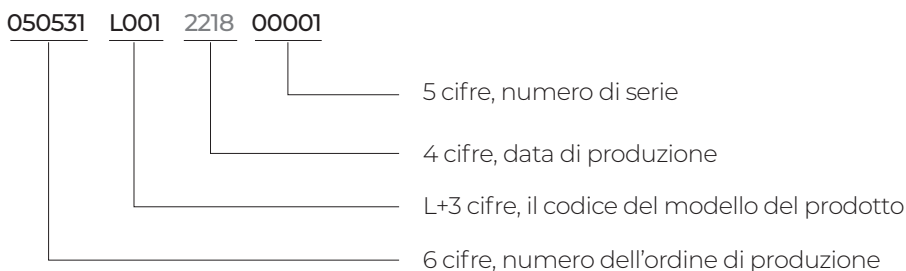 050531 L001 2218 00001
5 cifre, numero di serie
4 cifre, data di produzione
L+3 cifre, il codice del modello del prodotto
6 cifre, numero dell'ordine di produzione